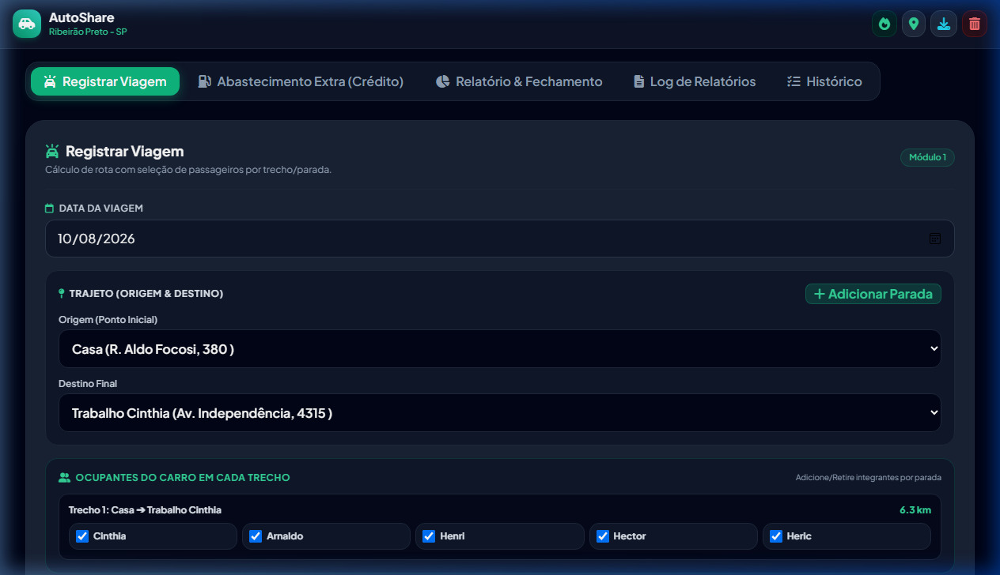 AutoShare
Ribeirão Preto - SP
Registrar Viagem
Abastecimento Extra (Crédito)
Relatório & Fechamento
Log de Relatórios
Histórico
Registrar Viagem
Cálculo de rota com seleção de passageiros por trecho/parada.
Módulo 1
DATA DA VIAGEM
10/08/2026
TRAJETO (ORIGEM & DESTINO)
+ Adicionar Parada
Origem (Ponto Inicial)
Casa (R. Aldo Focosi, 380 )
Destino Final
Trabalho Cinthia (Av. Independência, 4315 )
OCUPANTES DO CARRO EM CADA TRECHO
Adicione/Retire integrantes por parada
Trecho 1: Casa ➔ Trabalho Cinthia
6.3 km
Cinthia
Arnaldo
Henri
Hector
Heric